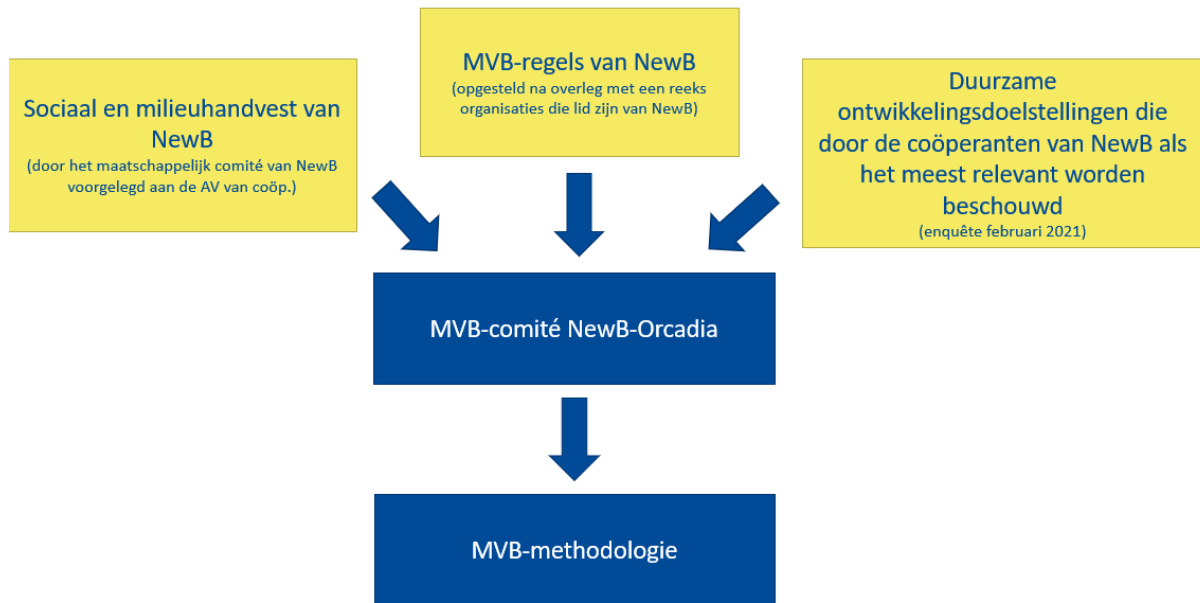 Sociaal en milieuhandvest van
NewB
(door het maatschappelijk comité van NewB
voorgelegd aan de AV van coöp.)
MVB-regels van NewB
(opgesteld na overleg met een reeks
organisaties die lid zijn van NewB)
Duurzame
ontwikkelingsdoelstellingen die
door de coöperanten van NewB als
het meest relevant worden
beschouwd
(enquête februari 2021)
MVB-comité NewB-Orcadia
MVB-methodologie